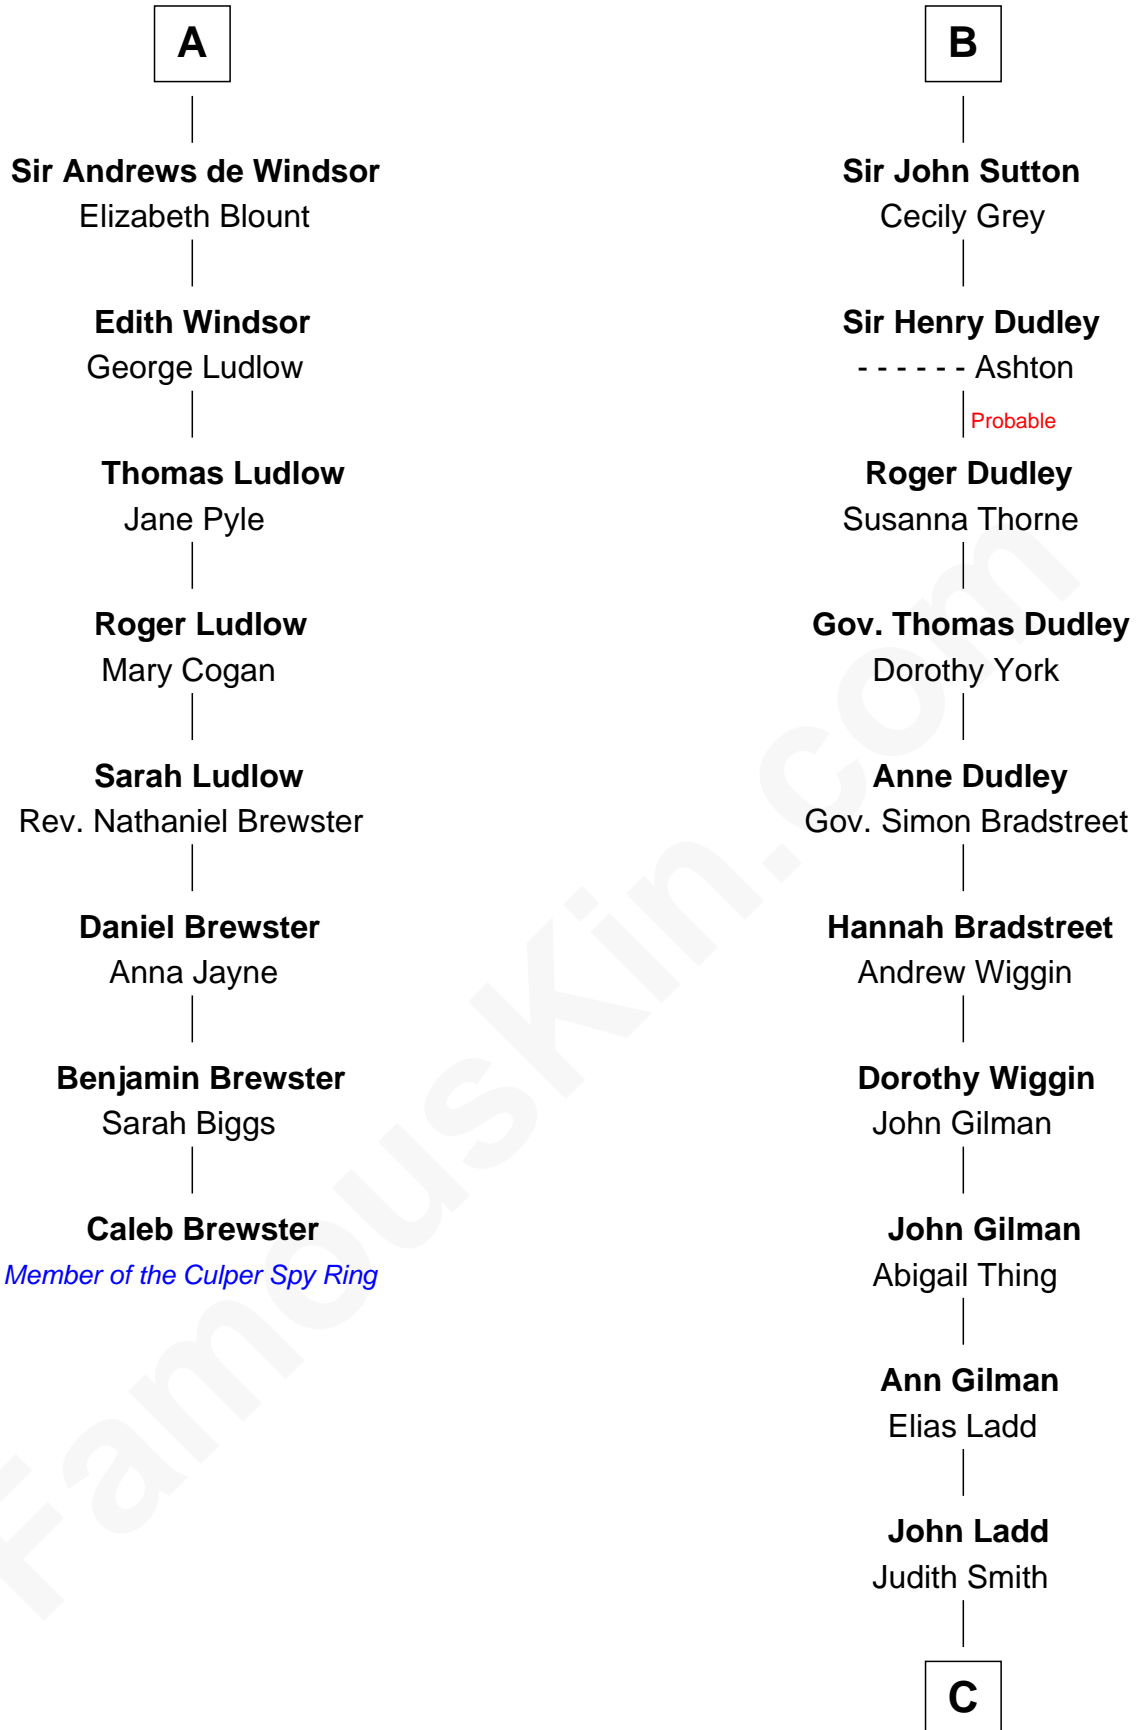 A
Sir Andrews de Windsor
Elizabeth Blount
Edith Windsor
George Ludlow
Thomas Ludlow
Jane Pyle
Roger Ludlow
Mary Cogan
Sarah Ludlow
Rev. Nathaniel Brewster
Daniel Brewster
Anna Jayne
Benjamin Brewster
Sarah Biggs
Caleb Brewster
Member of the Culper Spy Ring
B
Sir John Sutton
Cecily Grey
Sir Henry Dudley
- - - - - - Ashton
Probable
Roger Dudley
Susanna Thorne
Gov. Thomas Dudley
Dorothy York
Anne Dudley
Gov. Simon Bradstreet
Hannah Bradstreet
Andrew Wiggin
Dorothy Wiggin
John Gilman
John Gilman
Abigail Thing
Ann Gilman
Elias Ladd
John Ladd
Judith Smith
C
FamousKin.com